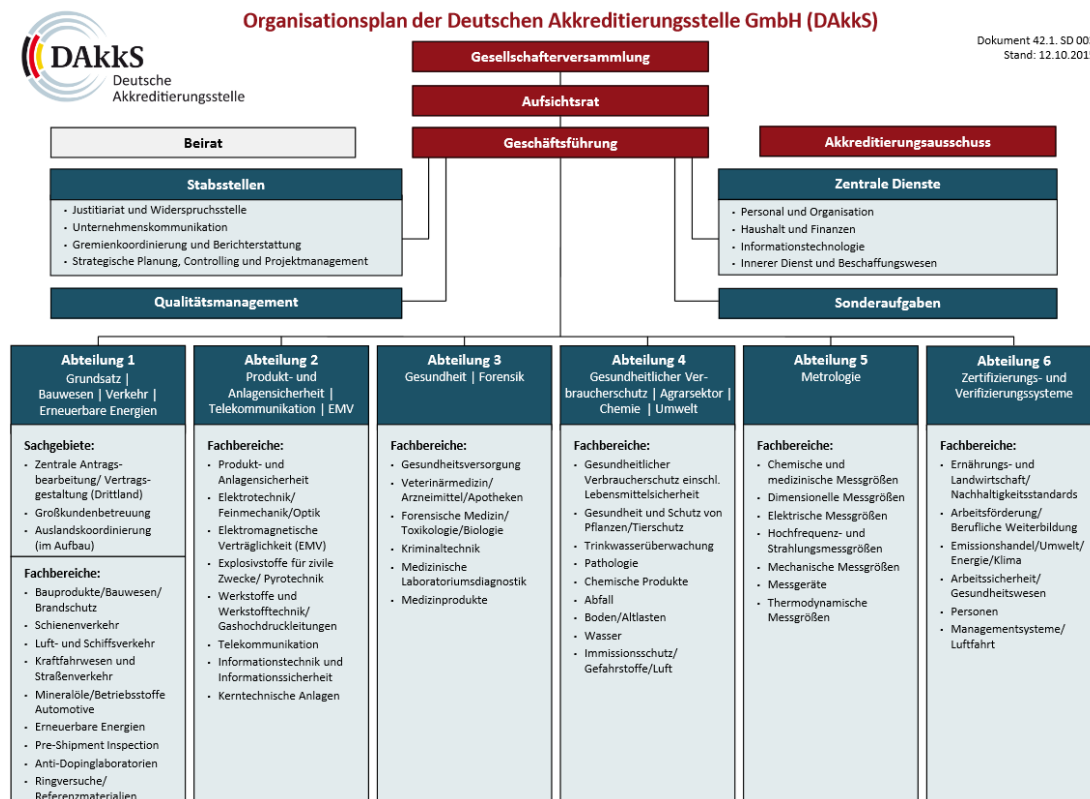 Organisationsplan der Deutschen Akkreditierungsstelle GmbH (DAkkS)
DAkkS
Deutsche
Akkreditierungsstelle
Dokument 42.1. SD 00
Stand: 12.10.201
Gesellschafterversammlung
Aufsichtsrat
Beirat
Geschäftsführung
Akkreditierungsausschuss
Stabsstellen
· Justitiariat und Widerspruchsstelle
· Unternehmenskommunikation
· Gremienkoordinierung und Berichterstattung
· Strategische Planung, Controlling und Projektmanagement
Zentrale Dienste
· Personal und Organisation
· Haushalt und Finanzen
· Informationstechnologie
· Innerer Dienst und Beschaffungswesen
Qualitätsmanagement
Sonderaufgaben
Abteilung 1
Grundsatz |
Bauwesen | Verkehr |
Erneuerbare Energien
Sachgebiete:
· Zentrale Antrags-
bearbeitung/ Vertrags-
gestaltung (Drittland)
· Großkundenbetreuung
· Auslandskoordinierung
(im Aufbau)
Fachbereiche:
· Bauprodukte/Bauwesen/
Brandschutz
· Schienenverkehr
· Luft- und Schiffsverkehr
· Kraftfahrwesen und
Straßenverkehr
· Mineralöle/Betriebsstoffe
Automotive
· Erneuerbare Energien
· Pre-Shipment Inspection
· Anti-Dopinglaboratorien
· Ringversuche/
Referenzmaterialien
Abteilung 2
Produkt- und
Anlagensicherheit |
Telekommunikation | EMV
Fachbereiche:
· Produkt- und
Anlagensicherheit
· Elektrotechnik/
Feinmechanik/Optik
· Elektromagnetische
Verträglichkeit (EMV)
· Explosivstoffe für zivile
Zwecke/ Pyrotechnik
· Werkstoffe und
Werkstofftechnik/
Gashochdruckleitungen
· Telekommunikation
· Informationstechnik und
Informationssicherheit
· Kerntechnische Anlagen
Abteilung 3
Gesundheit | Forensik
Fachbereiche:
· Gesundheitsversorgung
· Veterinärmedizin/
Arzneimittel/Apotheken
· Forensische Medizin/
Toxikologie/Biologie
· Kriminaltechnik
· Medizinische
Laboratoriumsdiagnostik
· Medizinprodukte
Abteilung 4
Gesundheitlicher Ver-
braucherschutz | Agrarsektor |
Chemie | Umwelt
Fachbereiche:
· Gesundheitlicher
Verbraucherschutz einschl.
Lebensmittelsicherheit
· Gesundheit und Schutz von
Pflanzen/Tierschutz
· Trinkwasserüberwachung
· Pathologie
· Chemische Produkte
· Abfall
· Boden/Altlasten
· Wasser
· Immissionsschutz/
Gefahrstoffe/Luft
Abteilung 5
Metrologie
Fachbereiche:
· Chemische und
medizinische Messgrößen
· Dimensionelle Messgrößen
· Elektrische Messgrößen
· Hochfrequenz- und
Strahlungsmessgrößen
· Mechanische Messgrößen
· Messgeräte
· Thermodynamische
Messgrößen
Abteilung 6
Zertifizierungs- und
Verifizierungssysteme
Fachbereiche:
· Ernährungs- und
Landwirtschaft/
Nachhaltigkeitsstandards
· Arbeitsförderung/
Berufliche Weiterbildung
· Emissionshandel/Umwelt/
Energie/Klima
· Arbeitssicherheit/
Gesundheitswesen
· Personen
· Managementsysteme/
Luftfahrt